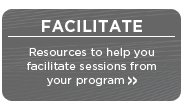 FACILITATE
Resources to help you
facilitate sessions from
your program >>